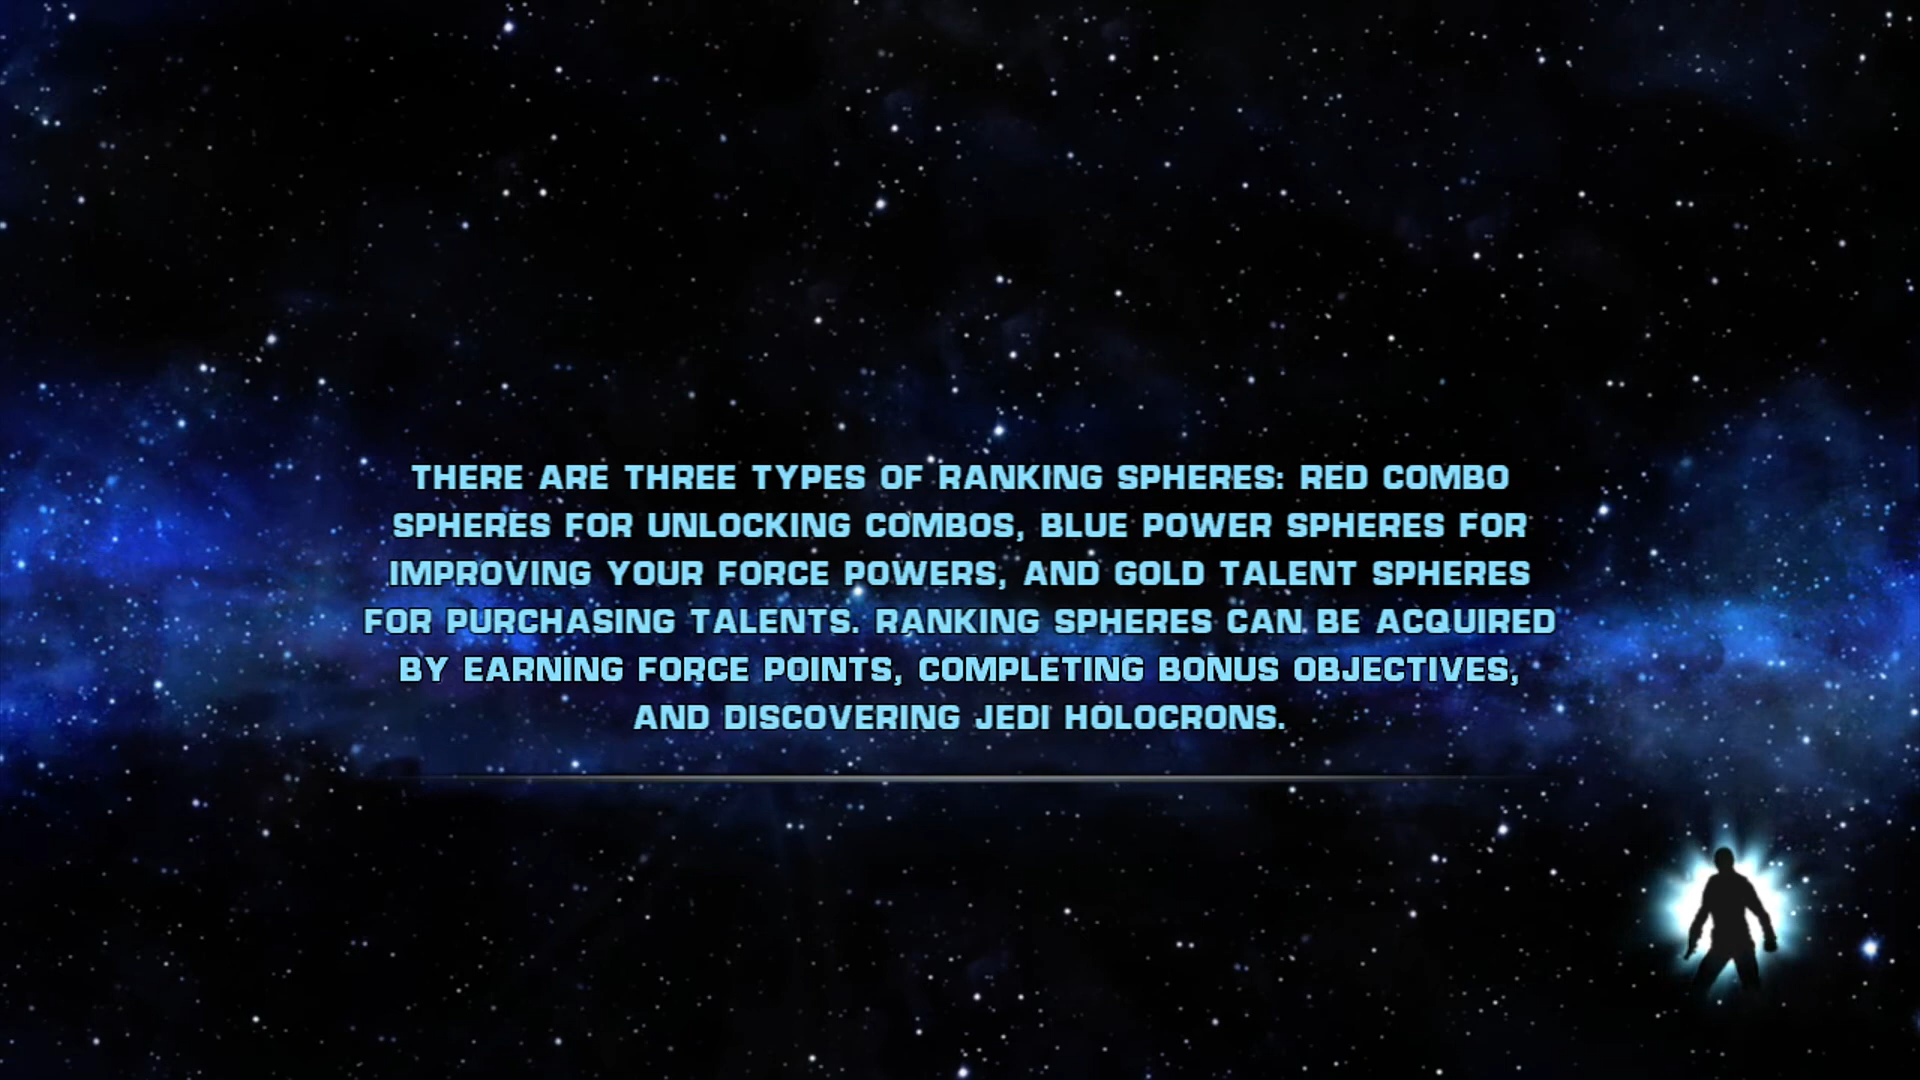 THERE ARE THREE TYPES OF RANKING SPHERES: RED COMBO
SPHERES FOR UNLOCKING COMBOS, BLUE POWER SPHERES FOR
IMPROVING YOUR FORCE POWERS, AND GOLD TALENT SPHERES
FOR PURCHASING TALENTS. RANKING SPHERES CAN BE ACQUIRED
BY EARNING FORCE POINTS, COMPLETING BONUS OBJECTIVES,
AND DISCOVERING JEDI HOLOCRONS.